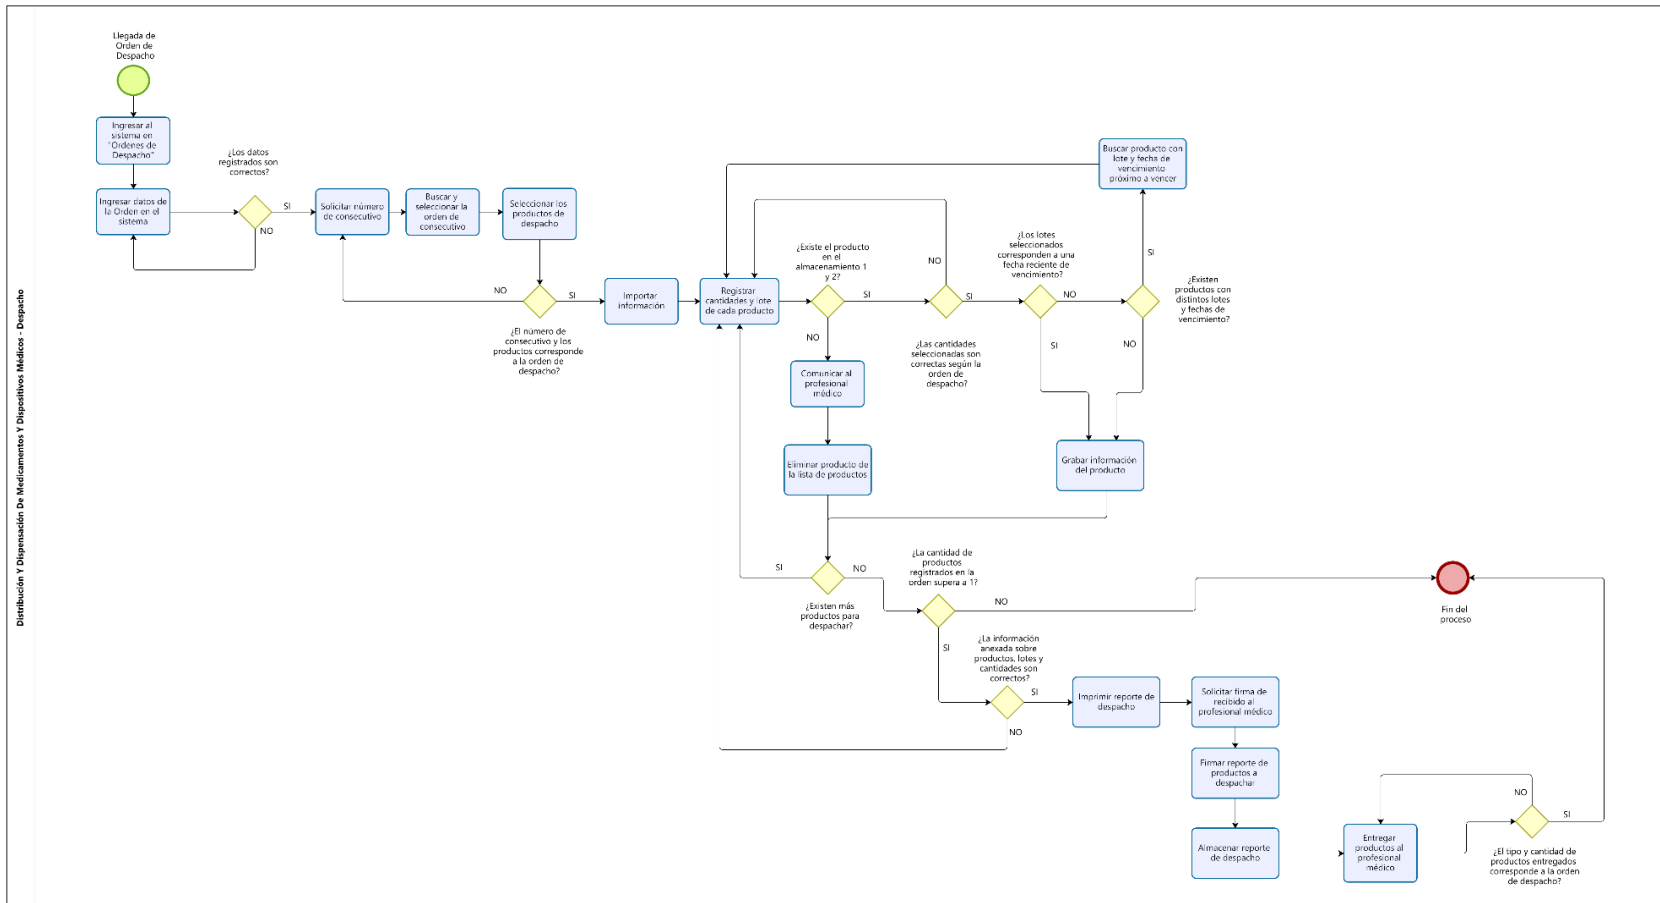 Distribución Y Dispensación De Medicamentos Y Dispositivos Médicos - Despacho
Llegada de
Orden de
Despacho
Ingresar al
sistema en
"Ordenes de
Despacho"
Ingresar datos de
la Orden en el
sistema
¿Los datos
registrados son
correctos?
SI
NO
Solicitar número
de consecutivo
Buscar y
seleccionar la
orden de
consecutivo
Seleccionar los
productos de
despacho
NO
SI
¿El número de
consecutivo y los
productos corresponde
a la orden de
despacho?
Importar
información
Registrar
cantidades y lote
de cada producto
¿Existe el producto
en el
almacenamiento 1
y 2?
SI
NO
Comunicar al
profesional
médico
Eliminar producto de
la lista de productos
NO
SI
¿Las cantidades
seleccionadas son
correctas según la
orden de
despacho?
¿Los lotes
seleccionados
corresponden a una
fecha reciente de
vencimiento?
NO
SI
Buscar producto con
lote y fecha de
vencimiento
próximo a vencer
SI
¿Existen
productos con
distintos lotes
y fechas de
vencimiento?
NO
Grabar información
del producto
SI
NO
¿Existen más
productos para
despachar?
¿La cantidad de
productos
registrados en la
orden supera a 1?
NO
SI
Fin del
proceso
¿La información
anexada sobre
productos, lotes y
cantidades son
correctos?
SI
NO
Imprimir reporte de
despacho
Solicitar firma de
recibido al
profesional médico
Firmar reporte de
productos a
despachar
Almacenar reporte
de despacho
Entregar
productos al
profesional
médico
NO
SI
¿El tipo y cantidad de
productos entregados
corresponde a la orden
de despacho?